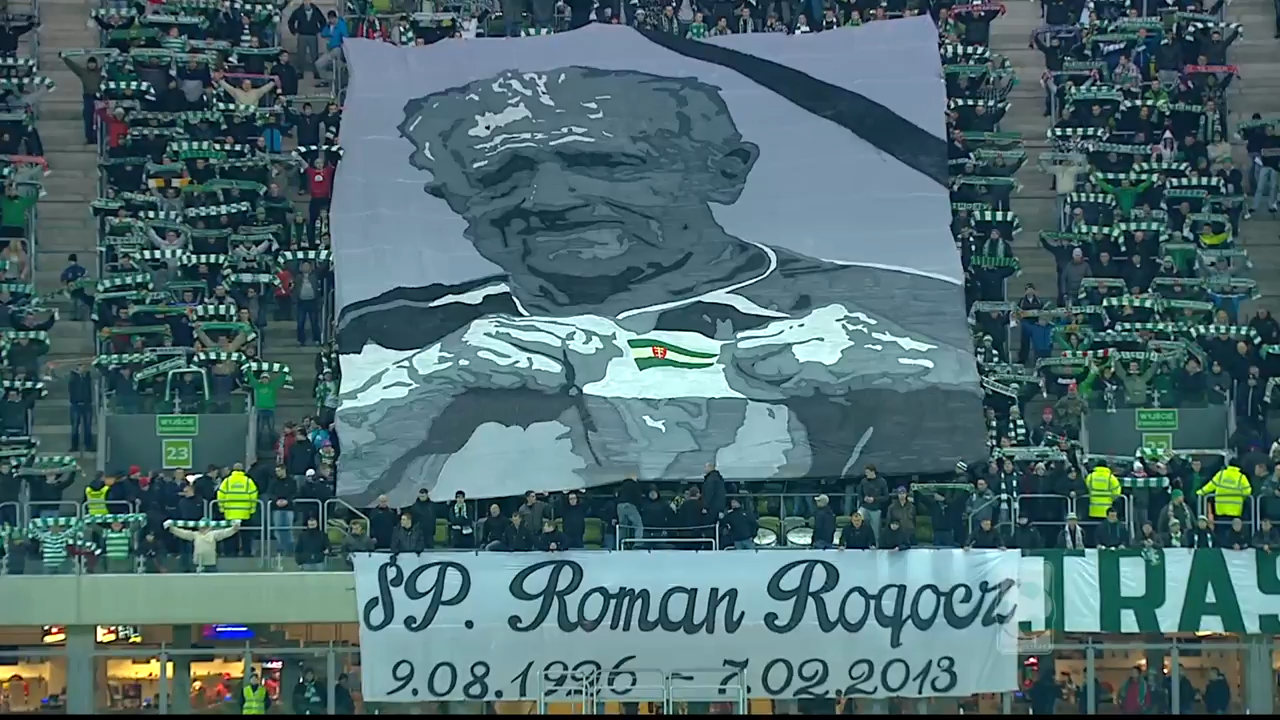 WYJŚCIE
23
WYJŚCIE
23
ŚP. Roman Rogocz
RAS
9.08.1926 - 7.02.2013